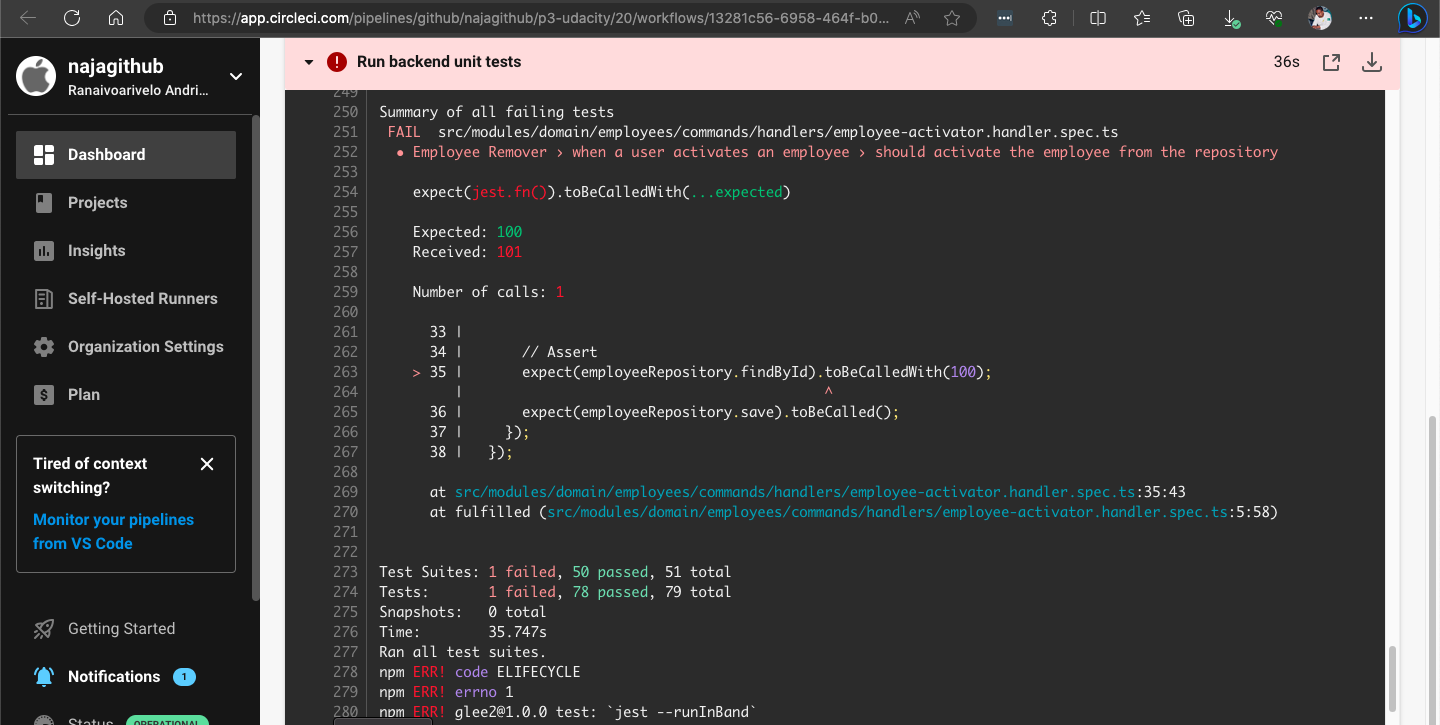 https://app.circleci.com/pipelines/github/najagithub/p3-udacity/20/workflows/13281c56-6958-464f-b0...
najagithub
Ranaivoarivelo Andri...
Dashboard
Projects
Insights
Self-Hosted Runners
Organization Settings
Plan
Tired of context
switching?
Monitor your pipelines
from VS Code
Getting Started
Notifications 1
Status OPERATIONAL
Run backend unit tests 36s
249
250 Summary of all failing tests
251 FAIL src/modules/domain/employees/commands/handlers/employee-activator.handler.spec.ts
252 ● Employee Remover › when a user activates an employee › should activate the employee from the repository
253
254 expect(jest.fn()).toBeCalledWith(...expected)
255
256 Expected: 100
257 Received: 101
258
259 Number of calls: 1
260
261 33 |
262 34 | // Assert
263 > 35 | expect(employeeRepository.findById).toBeCalledWith(100);
264 | ^
265 36 | expect(employeeRepository.save).toBeCalled();
266 37 | });
267 38 | });
268
269 at src/modules/domain/employees/commands/handlers/employee-activator.handler.spec.ts:35:43
270 at fulfilled (src/modules/domain/employees/commands/handlers/employee-activator.handler.spec.ts:5:58)
271
272
273 Test Suites: 1 failed, 50 passed, 51 total
274 Tests: 1 failed, 78 passed, 79 total
275 Snapshots: 0 total
276 Time: 35.747s
277 Ran all test suites.
278 npm ERR! code ELIFECYCLE
279 npm ERR! errno 1
280 npm ERR! glee2@1.0.0 test: `jest --runInBand`